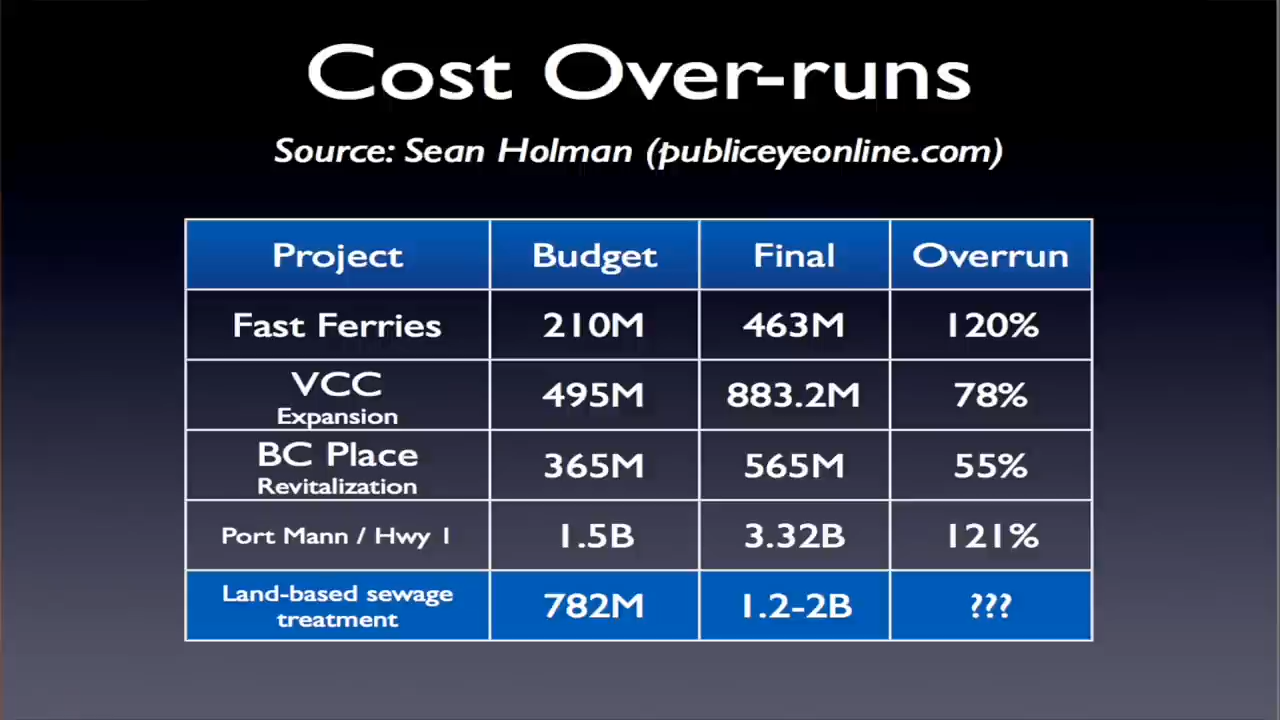 Cost Over-runs
Source: Sean Holman (publiceyeonline.com)
Project Budget Final Overrun
Fast Ferries 210M 463M 120%
VCC
Expansion 495M 883.2M 78%
BC Place
Revitalization 365M 565M 55%
Port Mann / Hwy 1 1.5B 3.32B 121%
Land-based sewage
treatment 782M 1.2-2B ???